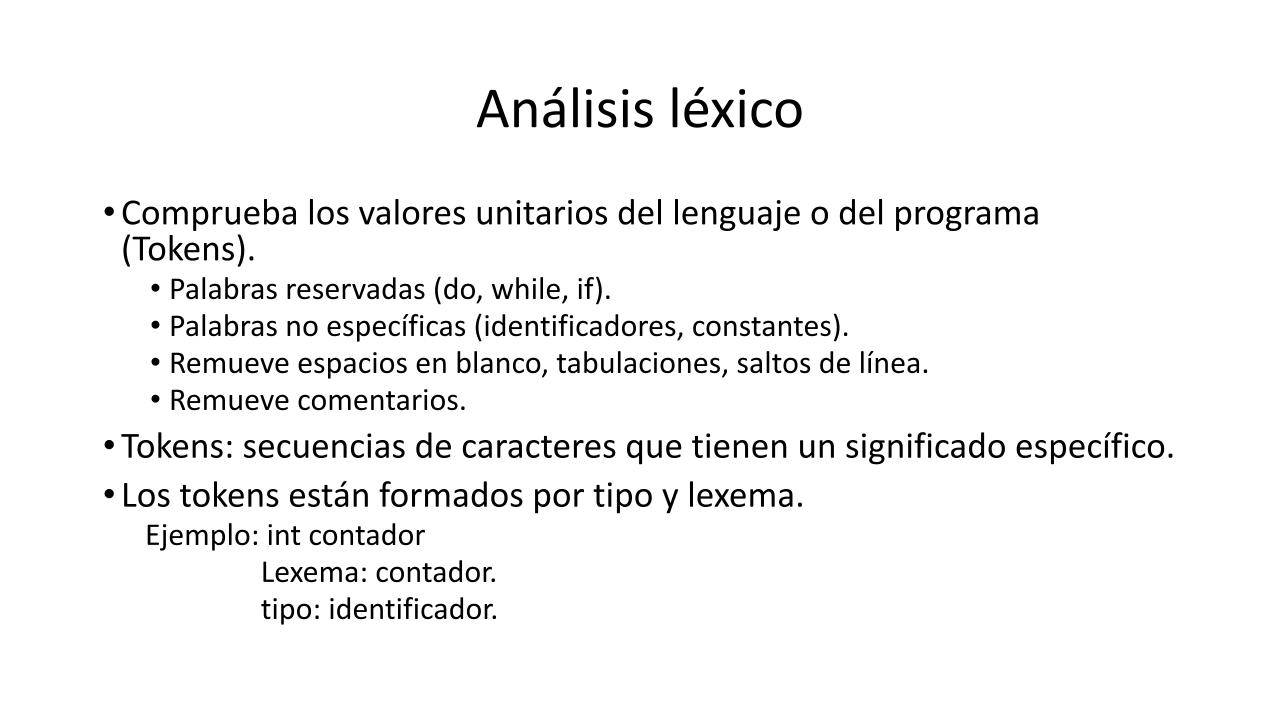 Análisis léxico
• Comprueba los valores unitarios del lenguaje o del programa
(Tokens).
• Palabras reservadas (do, while, if).
• Palabras no específicas (identificadores, constantes).
• Remueve espacios en blanco, tabulaciones, saltos de línea.
• Remueve comentarios.
• Tokens: secuencias de caracteres que tienen un significado específico.
• Los tokens están formados por tipo y lexema.
Ejemplo: int contador
Lexema: contador.
tipo: identificador.